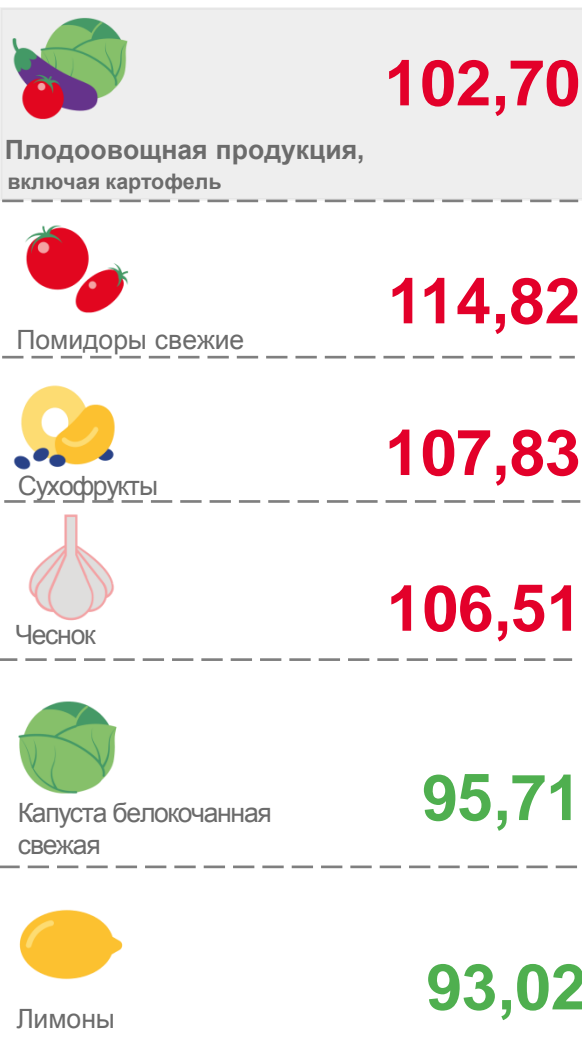 102,70
Плодоовощная продукция,
включая картофель
114,82
Помидоры свежие
107,83
Сухофрукты
106,51
Чеснок
95,71
Капуста белокочанная
свежая
93,02
Лимоны